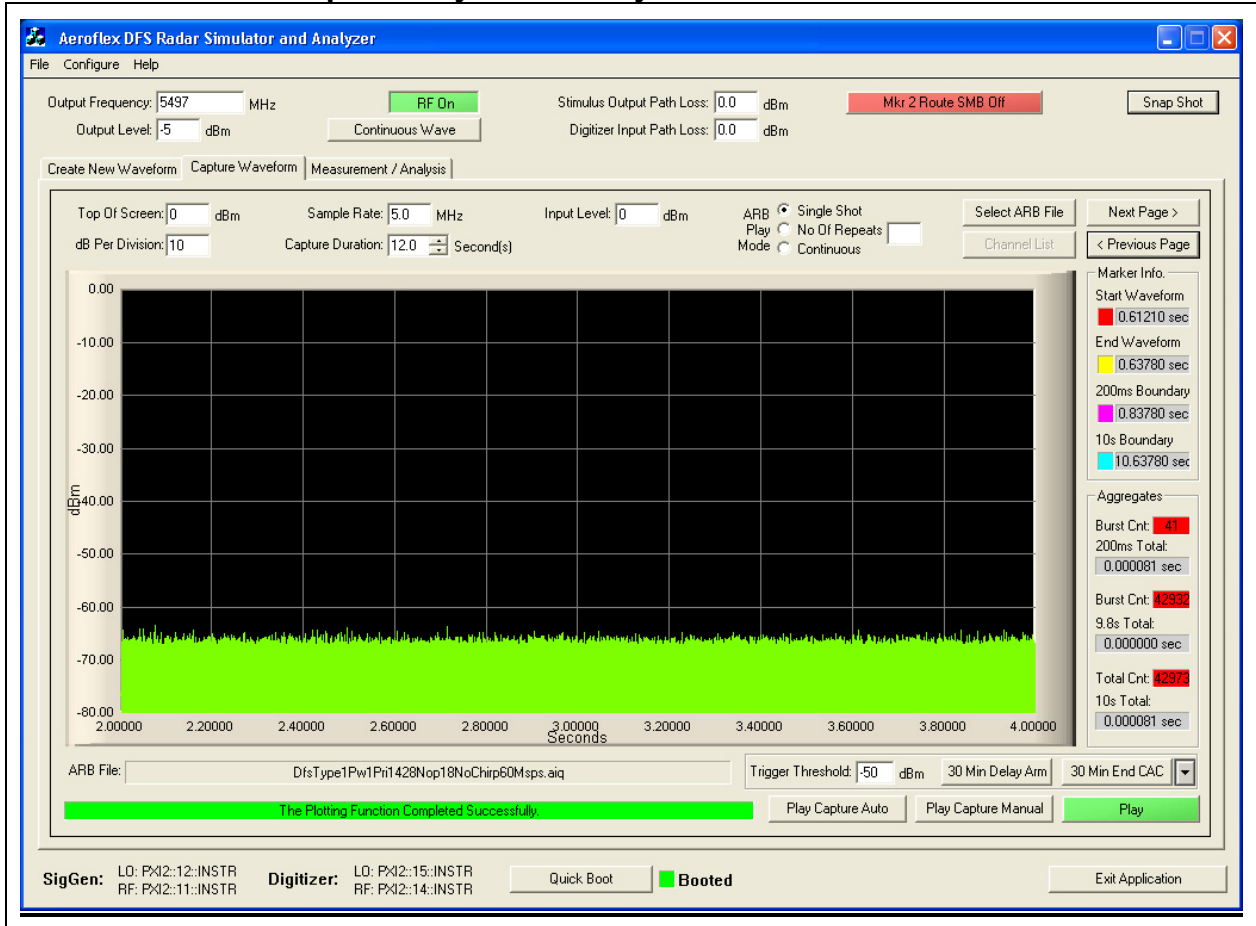 Aeroflex DFS Radar Simulator and Analyzer
File Configure Help
Output Frequency: 5497 MHz RF On Stimulus Output Path Loss: 0.0 dBm Mkr 2 Route SMB Off Snap Shot
Output Level: -5 dBm Continuous Wave Digitizer Input Path Loss: 0.0 dBm
Create New Waveform Capture Waveform Measurement / Analysis
Top Of Screen: 0 dBm Sample Rate: 5.0 MHz Input Level: 0 dBm ARB Play Mode Single Shot Select ARB File Next Page >
No Of Repeats
dB Per Division: 10 Capture Duration: 12.0 Second(s) Continuous Channel List < Previous Page
Marker Info.
Start Waveform
0.61210 sec
End Waveform
0.63780 sec
200ms Boundary
0.83780 sec
10s Boundary
10.63780 sec
Aggregates
Burst Cnt: 41
200ms Total:
0.000081 sec
Burst Cnt: 42932
9.8s Total:
0.000000 sec
Total Cnt: 42973
10s Total:
0.000081 sec
0.00
-10.00
-20.00
-30.00
-40.00
-50.00
-60.00
-70.00
-80.00
dBm
2.00000 2.20000 2.40000 2.60000 2.80000 3.00000 3.20000 3.40000 3.60000 3.80000 4.00000
Seconds
ARB File: DfsType1Pw1Pri1428Nop18NoChirp60Msps.aiq Trigger Threshold: -50 dBm 30 Min Delay Arm 30 Min End CAC
The Plotting Function Completed Successfully. Play Capture Auto Play Capture Manual Play
SigGen: LO: PXI2::12::INSTR Digitizer: LO: PXI2::15::INSTR Quick Boot Booted Exit Application
RF: PXI2::11::INSTR RF: PXI2::14::INSTR